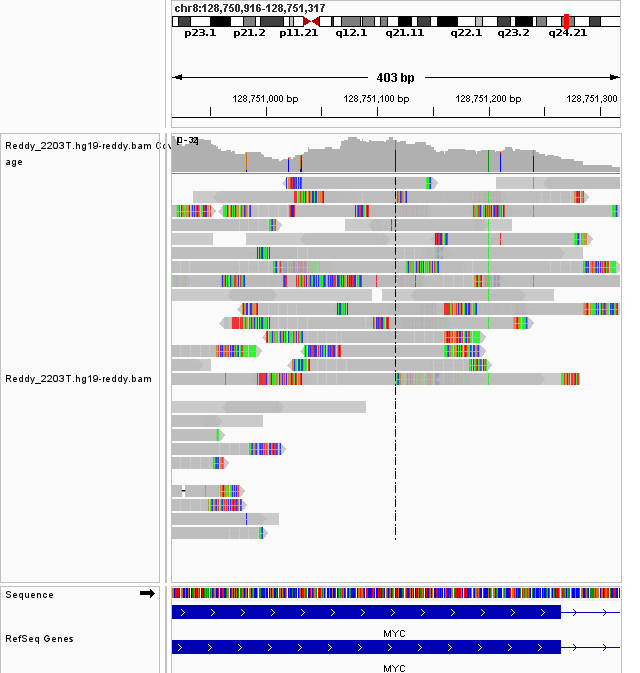 chr8:128,750,916-128,751,317
p23.1 p21.2 p11.21 q12.1 q21.11 q22.1 q23.2 q24.21
403 bp
128,751,000 bp 128,751,100 bp 128,751,200 bp 128,751,300
Reddy_2203T.hg19-reddy.bam Cov
age
[0-32]
Reddy_2203T.hg19-reddy.bam
Sequence
RefSeq Genes
MYC
MYC